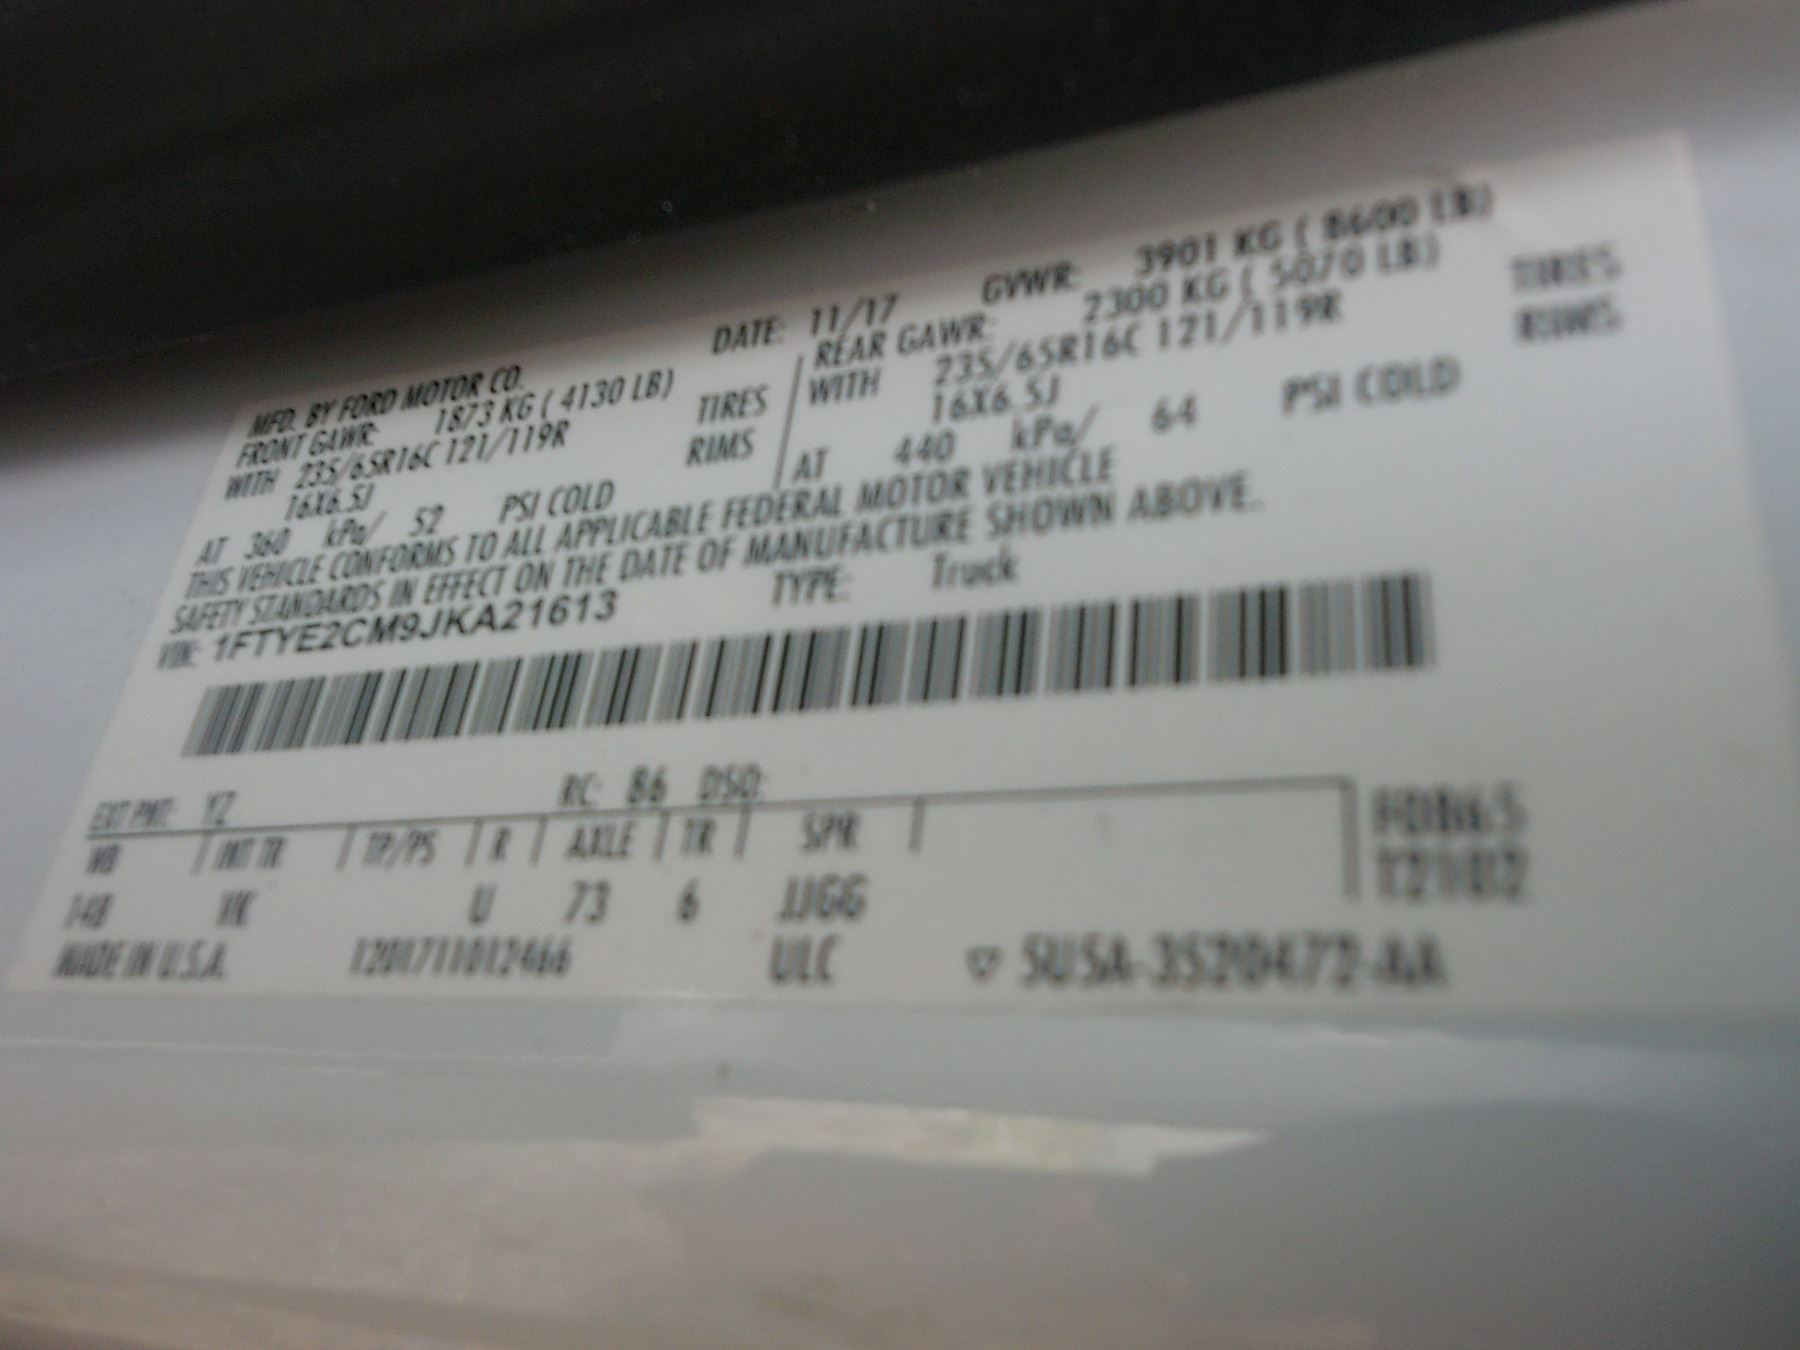 MFD. BY FORD MOTOR CO. DATE: 11/17 GVWR: 3901 KG ( 8600 LB)
FRONT GAWR: 1873 KG ( 4130 LB) REAR GAWR: 2300 KG ( 5070 LB)
WITH 235/65R16C 121/119R TIRES WITH 235/65R16C 121/119R TIRES
16X6.5J RIMS 16X6.5J RIMS
AT 360 kPa/ 52 PSI COLD AT 440 kPa/ 64 PSI COLD
THIS VEHICLE CONFORMS TO ALL APPLICABLE FEDERAL MOTOR VEHICLE
SAFETY STANDARDS IN EFFECT ON THE DATE OF MANUFACTURE SHOWN ABOVE.
VIN: 1FTYE2CM9JKA21613 TYPE: Truck
EXT PNT: YZ RC: 86 DSO:
WB INT TR TP/PS R AXLE TR SPR
148 VK U 73 6 JJGG
MADE IN U.S.A. 1201711012466 ULC ▽ 5U5A-3520472-AA